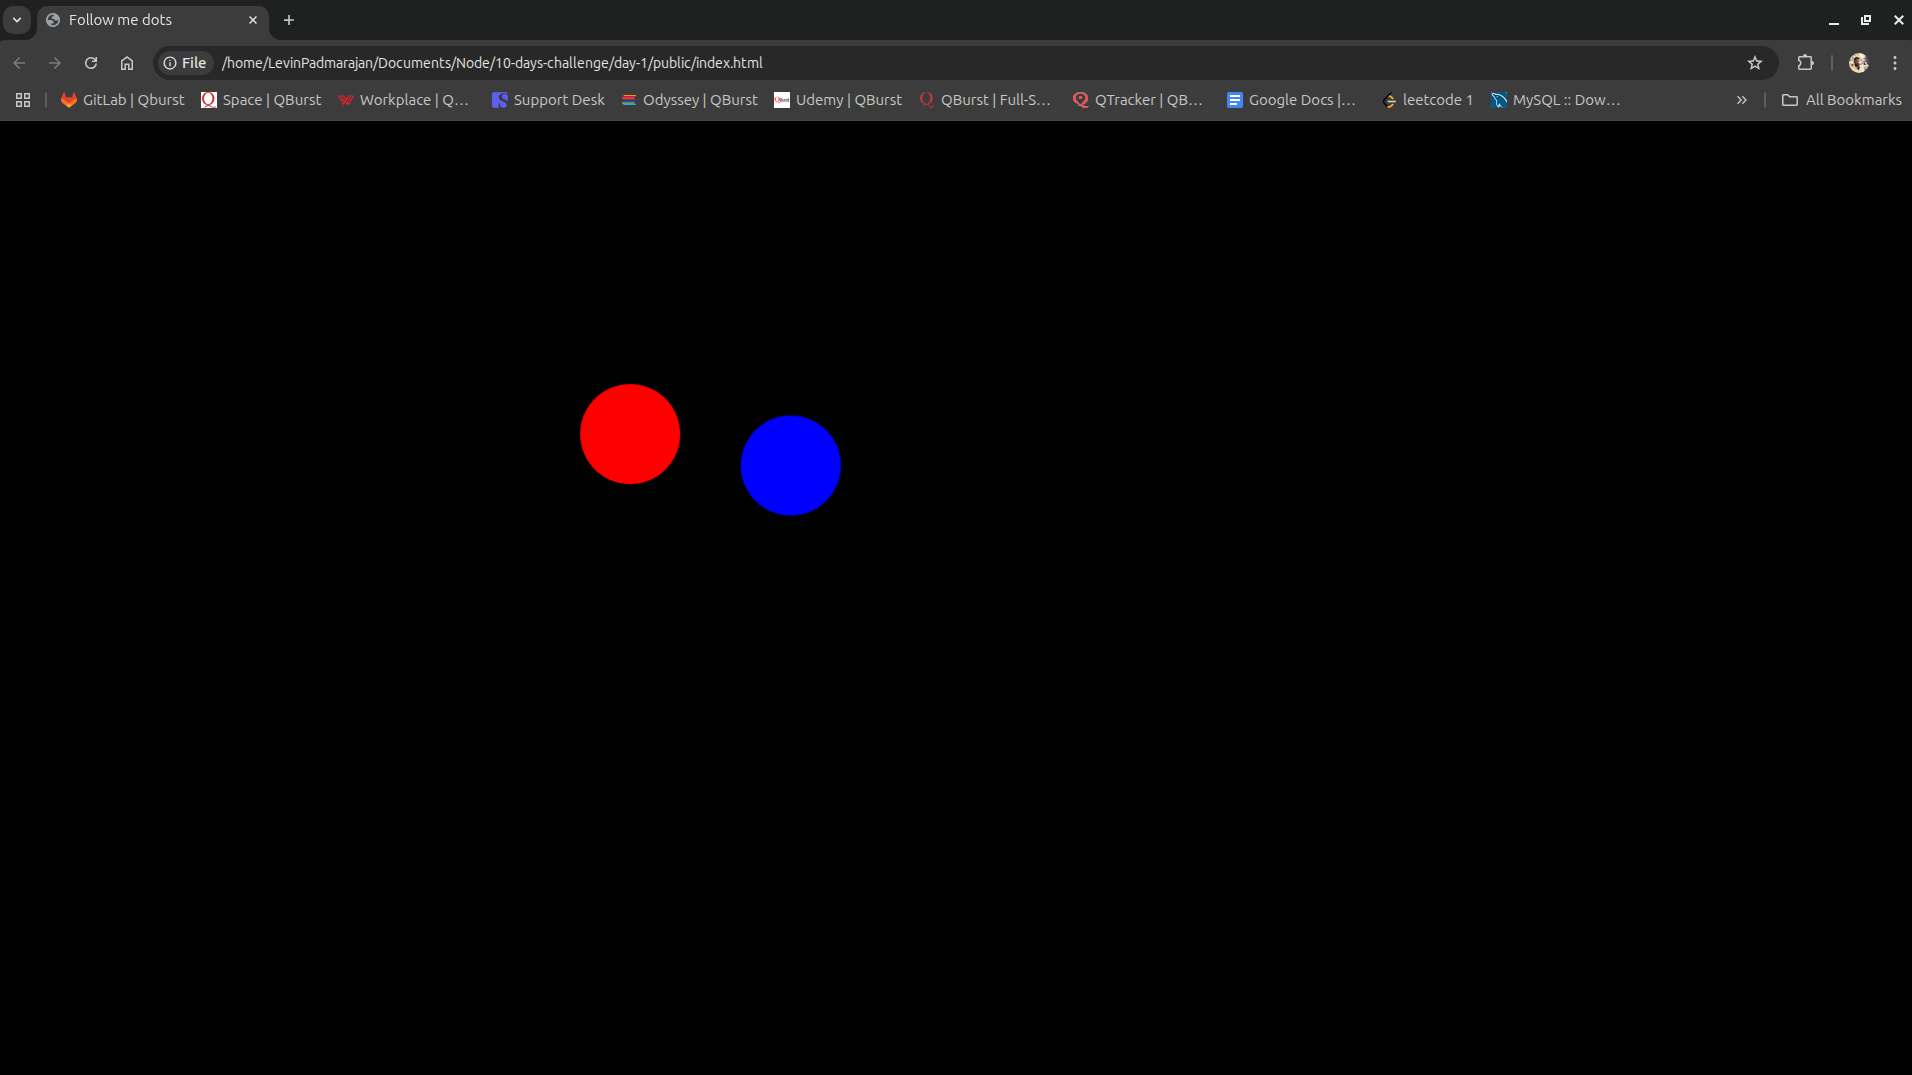 Follow me dots
File /home/LevinPadmarajan/Documents/Node/10-days-challenge/day-1/public/index.html
GitLab | Qburst Space | QBurst Workplace | Q... Support Desk Odyssey | QBurst Udemy | QBurst QBurst | Full-S... QTracker | QB... Google Docs |... leetcode 1 MySQL :: Dow... All Bookmarks